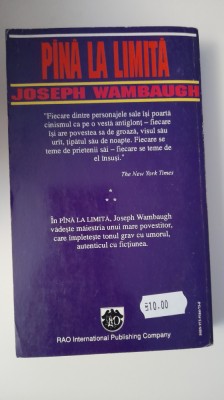 PÎNĂ LA LIMITĂ
JOSEPH WAMBAUGH
"Fiecare dintre personajele sale își poartă
cinismul ca pe o vestă antiglonț – fiecare
își are povestea sa de groază, visul său
urît, țipătul său de noapte. Fiecare se
teme de prietenii săi – fiecare se teme de
el însuși."
The New York Times
În PÎNĂ LA LIMITĂ, Joseph Wambaugh
vădește măiestria unui mare povestitor,
care împletește tonul grav cu umorul,
autenticul cu ficțiunea.
RAO
RAO International Publishing Company
310.00